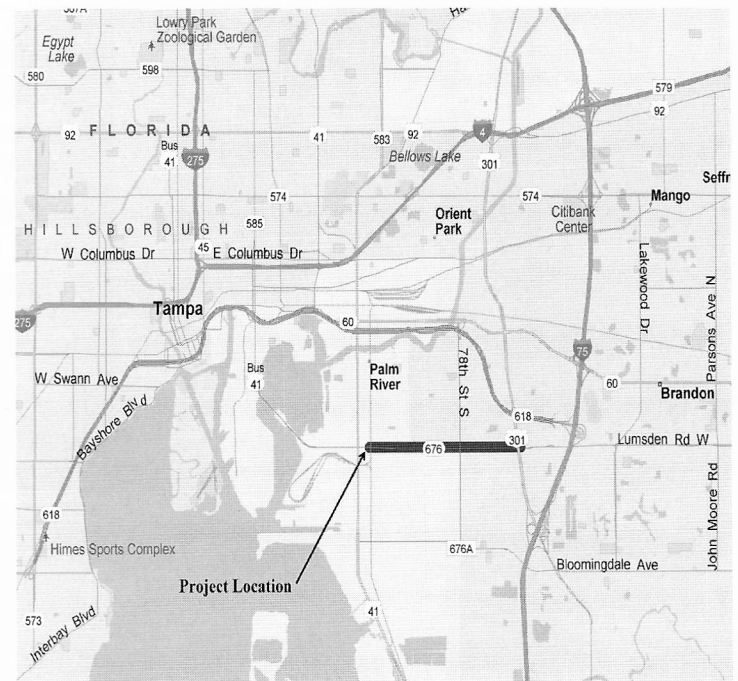 Lowry Park
Zoological Garden
Egypt
Lake
580
598
579
92
92
FLORIDA
Bus
41
275
41
583
92
4
301
Bellows Lake
574
574
Mango
Seffr
Orient
Park
Citibank
Center
HILLSBOROUGH
585
W Columbus Dr
45
E Columbus Dr
Lakewood Dr
Parsons Ave N
275
Tampa
60
78th St S
75
W Swann Ave
Bus
41
Palm
River
60
Brandon
Bayshore Blvd
618
676
301
Lumsden Rd W
John Moore Rd
618
Himes Sports Complex
676A
Bloomingdale Ave
Project Location
41
573
Interbay Blvd